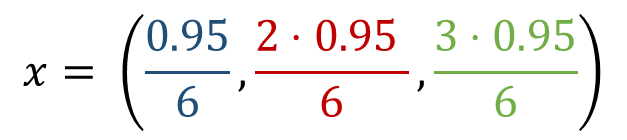 x = (0.95/6, 2 · 0.95/6, 3 · 0.95/6)